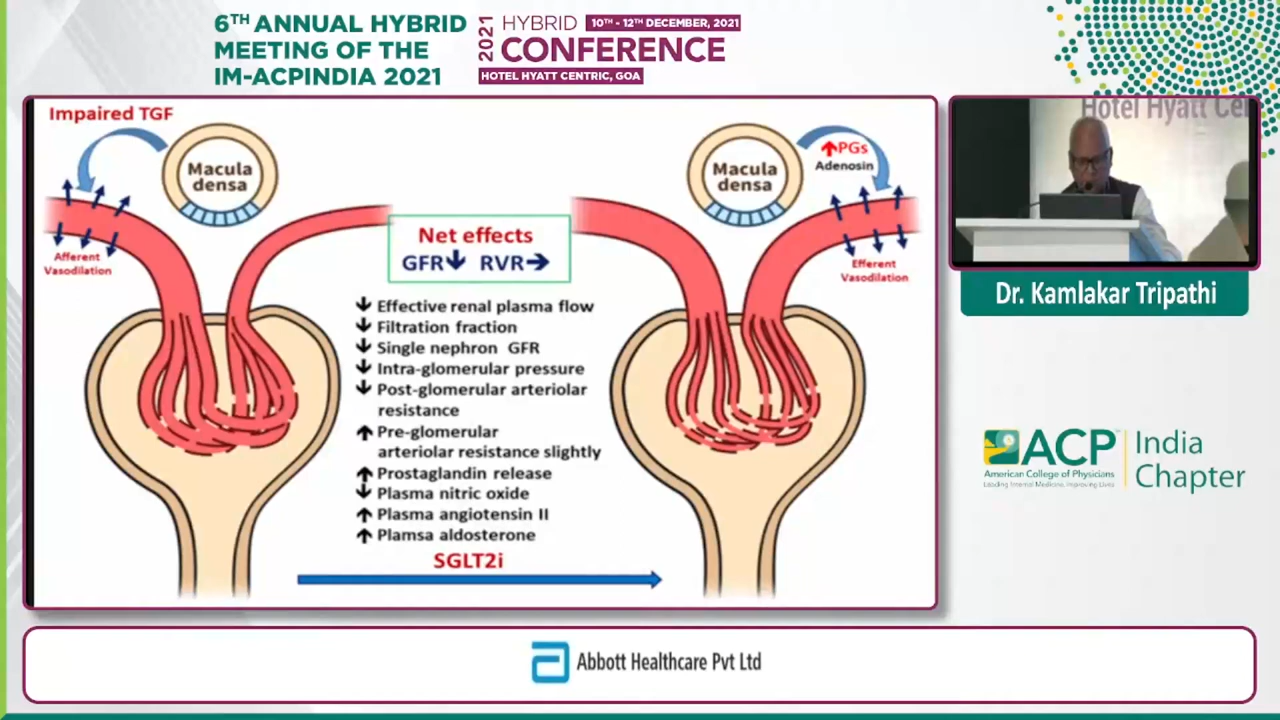 6TH ANNUAL HYBRID
MEETING OF THE
IM-ACPINDIA 2021
2021
HYBRID 10TH - 12TH DECEMBER, 2021
CONFERENCE
HOTEL HYATT CENTRIC, GOA
Impaired TGF
Macula
densa
Afferent
Vasodilation
Net effects
GFR↓ RVR→
↓ Effective renal plasma flow
↓ Filtration fraction
↓ Single nephron GFR
↓ Intra-glomerular pressure
↓ Post-glomerular arteriolar
resistance
↑ Pre-glomerular
arteriolar resistance slightly
↑ Prostaglandin release
↓ Plasma nitric oxide
↑ Plasma angiotensin II
↑ Plamsa aldosterone
SGLT2i
Macula
densa
↑PGs
Adenosin
Efferent
Vasodilation
Hotel Hyatt Ce
Dr. Kamlakar Tripathi
ACP
American College of Physicians
Leading Internal Medicine, Improving Lives
India
Chapter
Abbott Healthcare Pvt Ltd